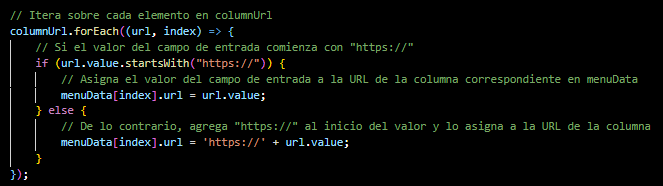 // Itera sobre cada elemento en columnUrl
columnUrl.forEach((url, index) => {
    // Si el valor del campo de entrada comienza con "https://"
    if (url.value.startsWith("https://")) {
        // Asigna el valor del campo de entrada a la URL de la columna correspondiente en menuData
        menuData[index].url = url.value;
    } else {
        // De lo contrario, agrega "https://" al inicio del valor y lo asigna a la URL de la columna
        menuData[index].url = 'https://' + url.value;
    }
});